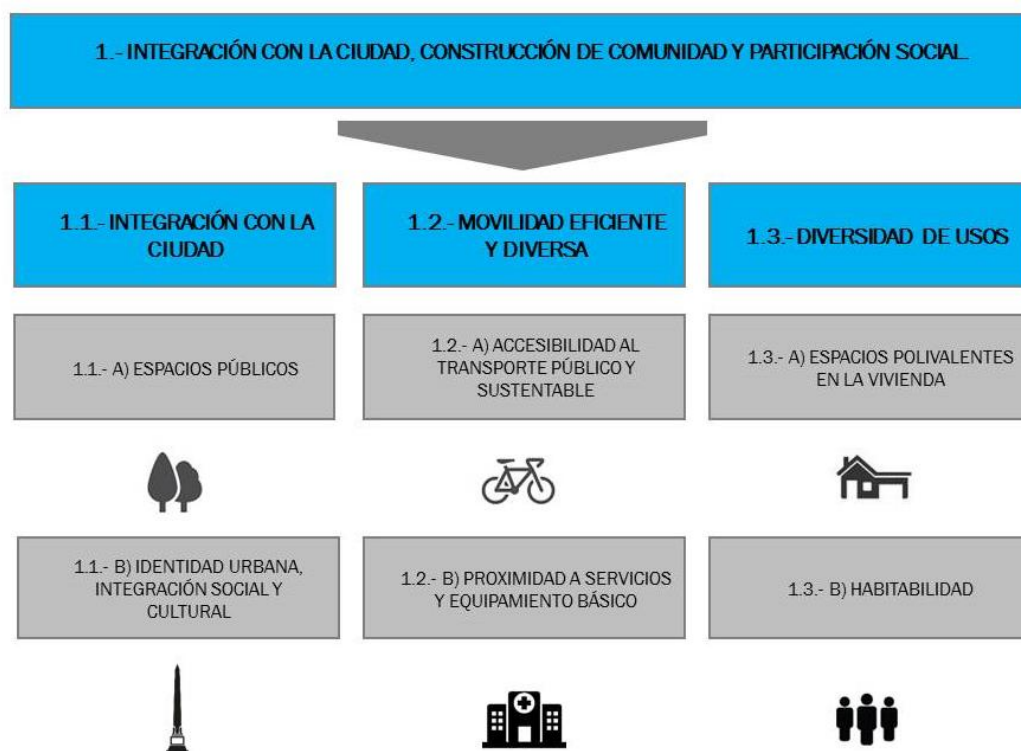 1.- INTEGRACIÓN CON LA CIUDAD, CONSTRUCCIÓN DE COMUNIDAD Y PARTICIPACIÓN SOCIAL.
1.1.- INTEGRACIÓN CON LA
CIUDAD
1.2.- MOVILIDAD EFICIENTE
Y DIVERSA
1.3.- DIVERSIDAD DE USOS
1.1.- A) ESPACIOS PÚBLICOS
1.2.- A) ACCESIBILIDAD AL
TRANSPORTE PÚBLICO Y
SUSTENTABLE
1.3.- A) ESPACIOS POLIVALENTES
EN LA VIVIENDA
1.1.- B) IDENTIDAD URBANA,
INTEGRACIÓN SOCIAL Y
CULTURAL
1.2.- B) PROXIMIDAD A SERVICIOS
Y EQUIPAMIENTO BÁSICO
1.3.- B) HABITABILIDAD